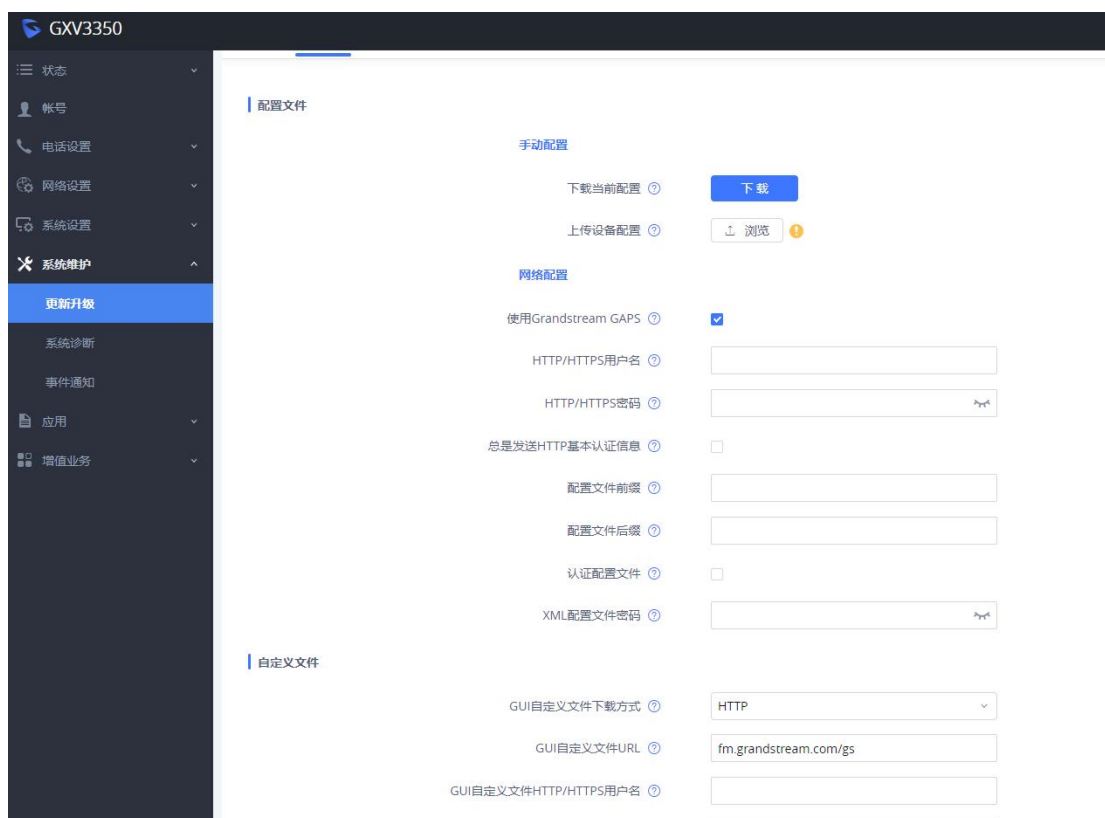 GXV3350
状态
帐号
电话设置
网络设置
系统设置
系统维护
更新升级
系统诊断
事件通知
应用
增值业务
配置文件
手动配置
下载当前配置 下载
上传设备配置 浏览
网络配置
使用Grandstream GAPS
HTTP/HTTPS用户名
HTTP/HTTPS密码
总是发送HTTP基本认证信息
配置文件前缀
配置文件后缀
认证配置文件
XML配置文件密码
自定义文件
GUI自定义文件下载方式 HTTP
GUI自定义文件URL fm.grandstream.com/gs
GUI自定义文件HTTP/HTTPS用户名